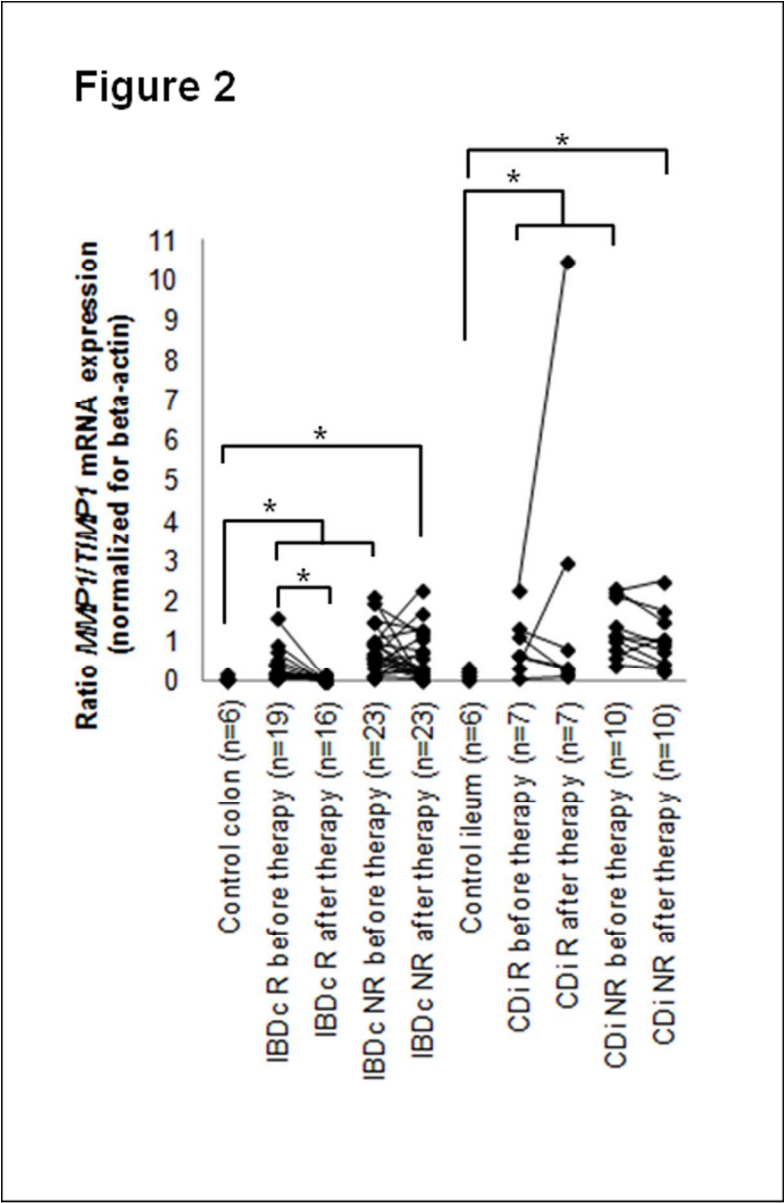 Figure 2
*
*
Ratio MMP1/TIMP1 mRNA expression
(normalized for beta-actin)
11
10
9
8
7
6
5
4
3
2
1
0
*
*
*
Control colon (n=6)
IBDc R before therapy (n=19)
IBDc R after therapy (n=16)
IBDc NR before therapy (n=23)
IBDc NR after therapy (n=23)
Control ileum (n=6)
CDi R before therapy (n=7)
CDi R after therapy (n=7)
CDi NR before therapy (n=10)
CDi NR after therapy (n=10)